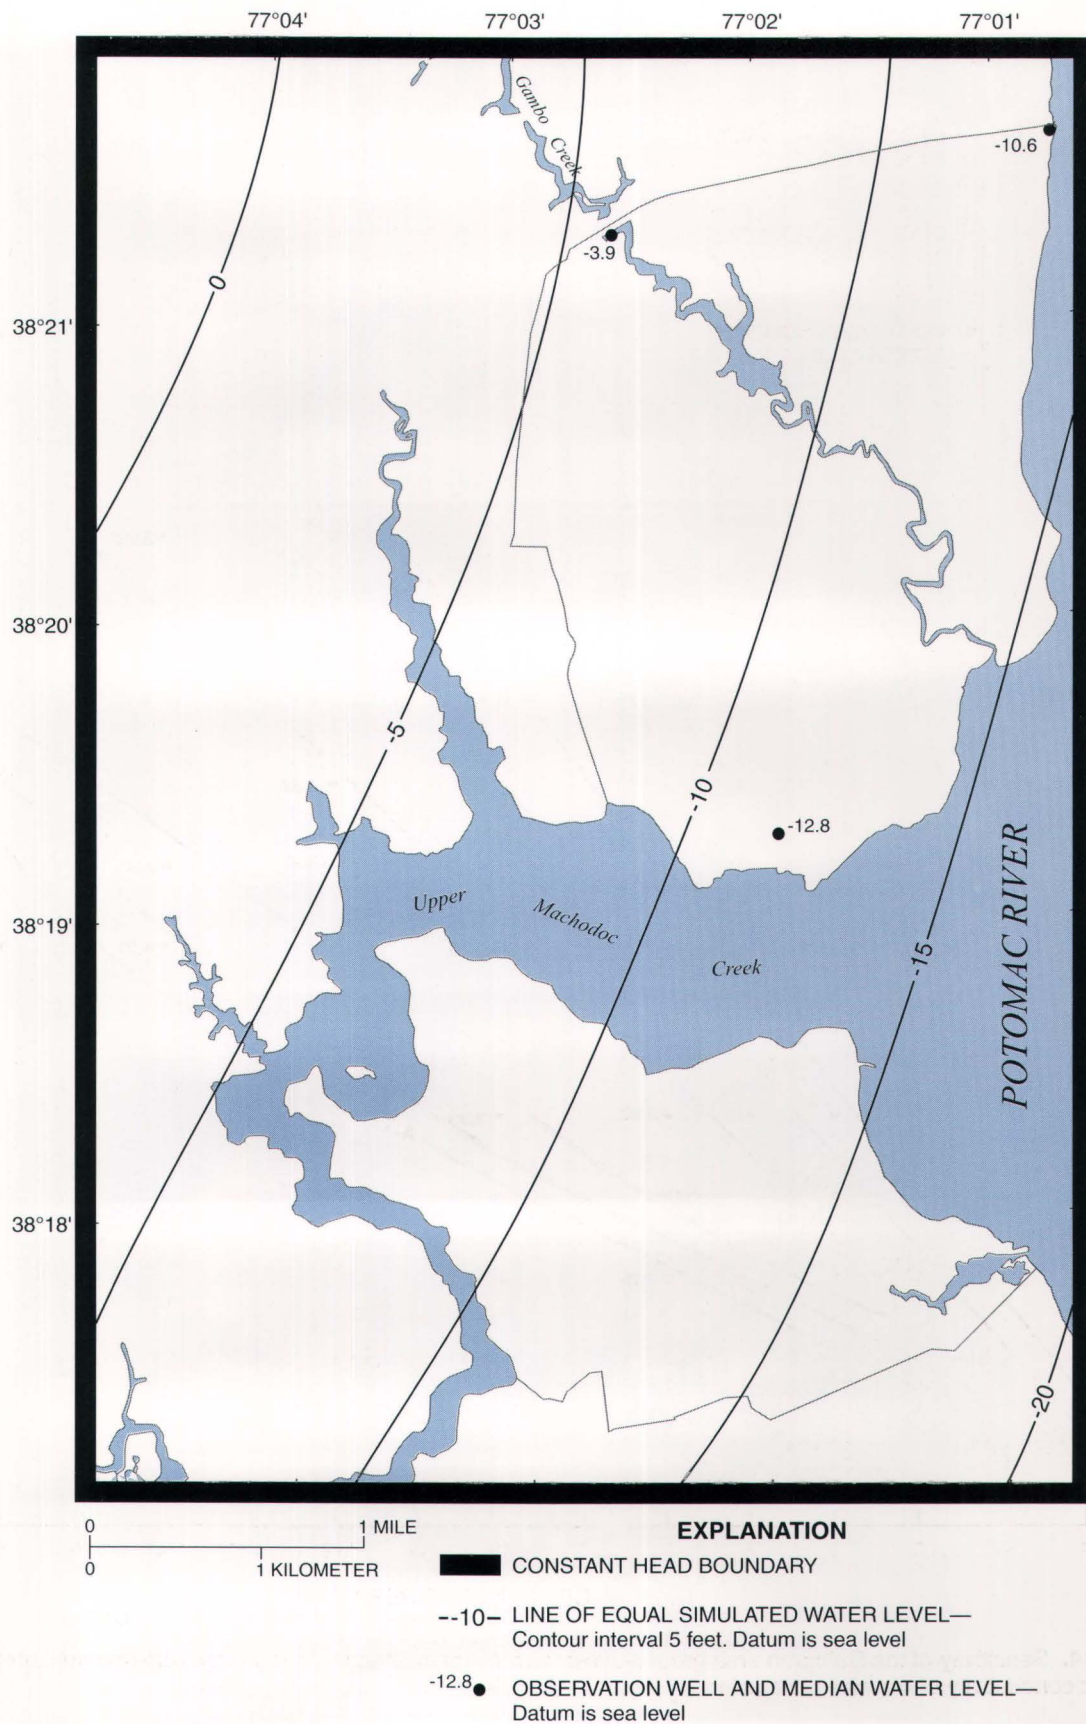 77°04' 77°03' 77°02' 77°01'
Gambo
Creek
-10.6
-3.9
0
38°21'
38°20'
-5
-10
-12.8
38°19'
Upper
Machodoc
Creek
-15
POTOMAC RIVER
38°18'
-20
0 1 MILE
0 1 KILOMETER
EXPLANATION
CONSTANT HEAD BOUNDARY
--10– LINE OF EQUAL SIMULATED WATER LEVEL—
Contour interval 5 feet. Datum is sea level
-12.8 OBSERVATION WELL AND MEDIAN WATER LEVEL—
Datum is sea level